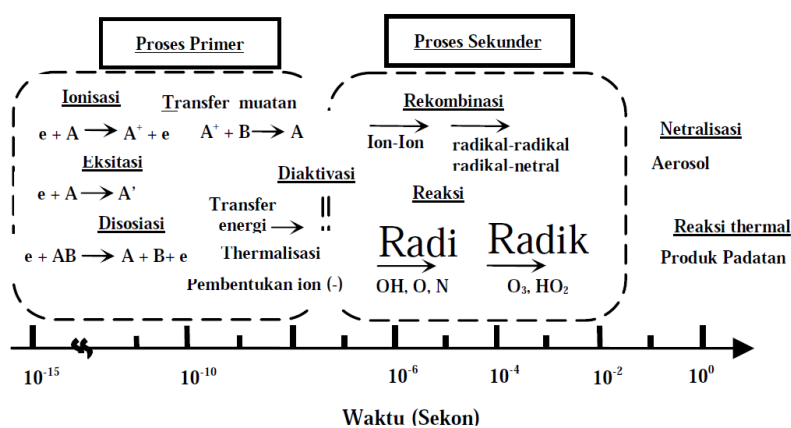 Proses Primer
Proses Sekunder
Ionisasi
e + A → A⁺ + e
Transfer muatan
A⁺ + B → A
Eksitasi
e + A → A’
Disosiasi
e + AB → A + B+ e
Diaktivasi
Transfer
energi →
Thermalisasi
Pembentukan ion (-)
Rekombinasi
Ion-Ion
radikal-radikal
radikal-netral
Reaksi
Radi
OH, O, N
Radik
O₃, HO₂
Netralisasi
Aerosol
Reaksi thermal
Produk Padatan
10⁻¹⁵ 10⁻¹⁰ 10⁻⁶ 10⁻⁴ 10⁻² 10⁰
Waktu (Sekon)